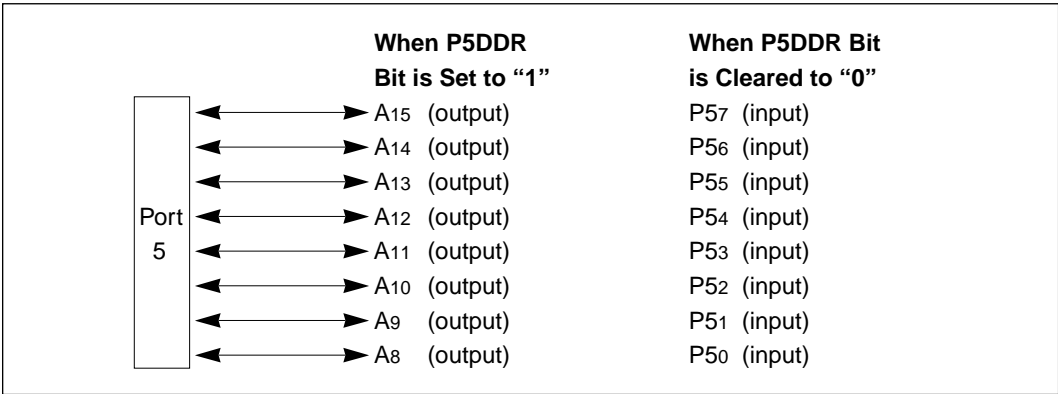 When P5DDR When P5DDR Bit
Bit is Set to “1” is Cleared to “0”
A15 (output) P57 (input)
A14 (output) P56 (input)
A13 (output) P55 (input)
Port A12 (output) P54 (input)
5 A11 (output) P53 (input)
A10 (output) P52 (input)
A9 (output) P51 (input)
A8 (output) P50 (input)